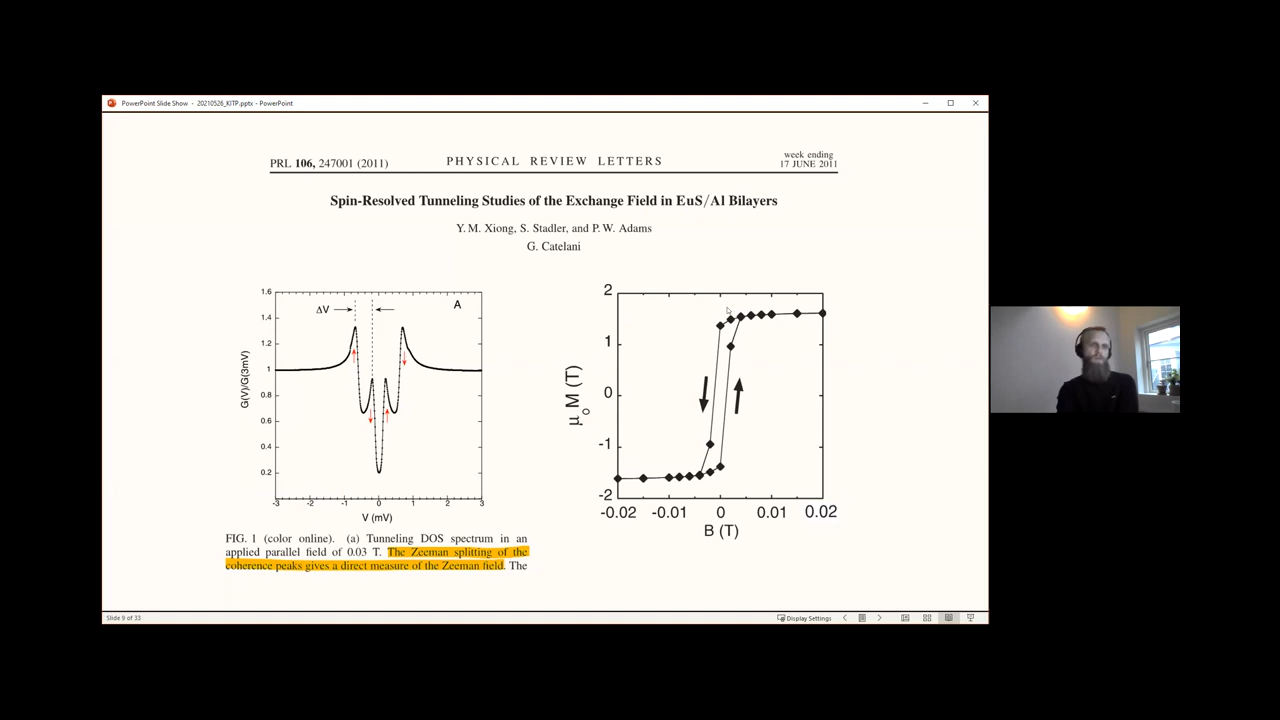 PowerPoint Slide Show - 20210526_KITP.pptx - PowerPoint
PRL 106, 247001 (2011)
PHYSICAL REVIEW LETTERS
week ending
17 JUNE 2011
Spin-Resolved Tunneling Studies of the Exchange Field in EuS/Al Bilayers
Y. M. Xiong, S. Stadler, and P. W. Adams
G. Catelani
1.6
1.4
1.2
1
0.8
0.6
0.4
0.2
G(V)/G(3mV)
ΔV
A
-3
-2
-1
0
1
2
3
V (mV)
2
1
0
-1
-2
μoM (T)
-0.02
-0.01
0
0.01
0.02
B (T)
FIG. 1 (color online). (a) Tunneling DOS spectrum in an
applied parallel field of 0.03 T. The Zeeman splitting of the
coherence peaks gives a direct measure of the Zeeman field. The
Slide 9 of 33
Display Settings